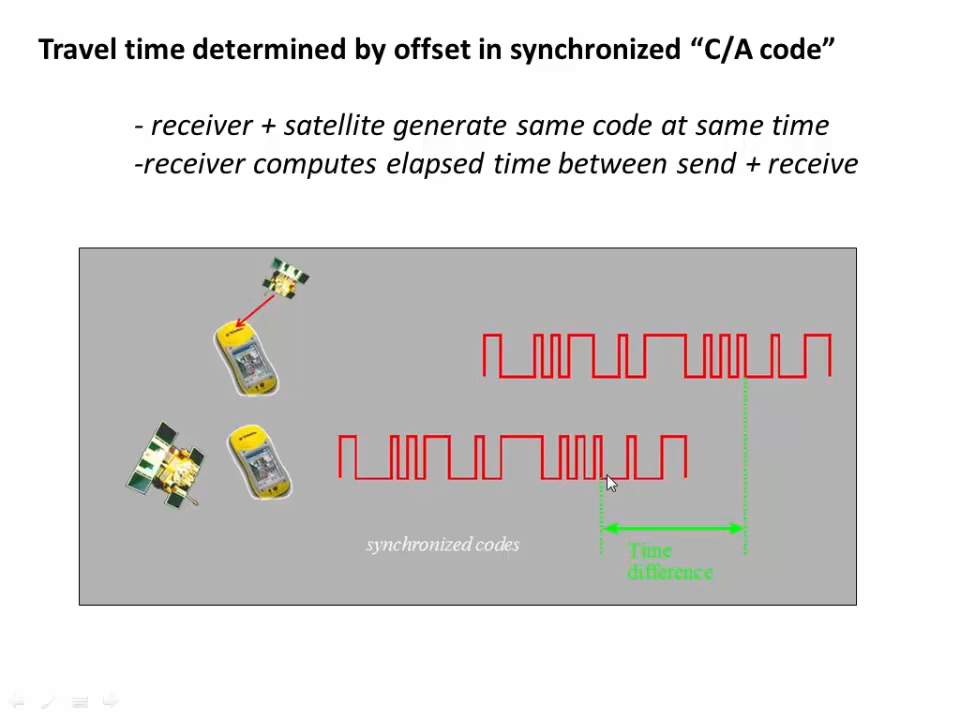 Travel time determined by offset in synchronized “C/A code”
- receiver + satellite generate same code at same time
-receiver computes elapsed time between send + receive
synchronized codes
Time
difference